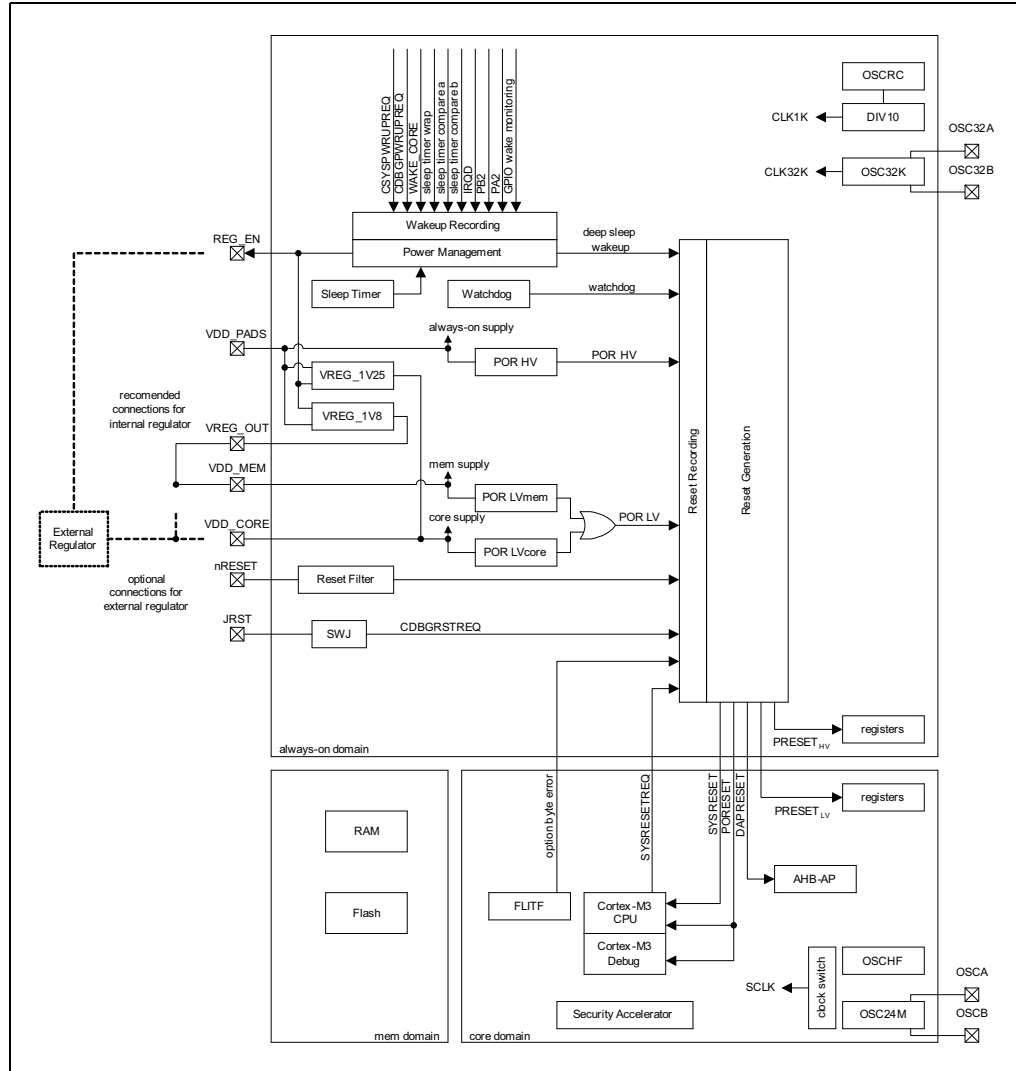 CSYSPWRUPREQ
CDBGPWRUPREQ
WAKE_CORE
sleep timer wrap
sleep timer compare a
sleep timer compare b
IRQD
PB2
PA2
GPIO wake monitoring
OSCRC
CLK1K
DIV10
OSC32A
CLK32K
OSC32K
OSC32B
Wakeup Recording
REG_EN
Power Management
deep sleep
wakeup
Sleep Timer
Watchdog
watchdog
VDD_PADS
always-on supply
POR HV
POR HV
VREG_1V25
recomended
connections for
internal regulator
VREG_1V8
VREG_OUT
VDD_MEM
mem supply
POR LVmem
Reset Recording
Reset Generation
External
Regulator
VDD_CORE
core supply
POR LV
POR LVcore
optional
connections for
external regulator
nRESET
Reset Filter
JRST
SWJ
CDBGRSTREQ
PRESET HV
registers
always-on domain
option byte error
SYSRESETREQ
SYSRESET
PORESET
DAPRESET
PRESET LV
registers
RAM
Flash
mem domain
FLITF
Cortex-M3
CPU
Cortex-M3
Debug
AHB-AP
Security Accelerator
SCLK
clock switch
OSCHF
OSC24M
OSCA
OSCB
core domain